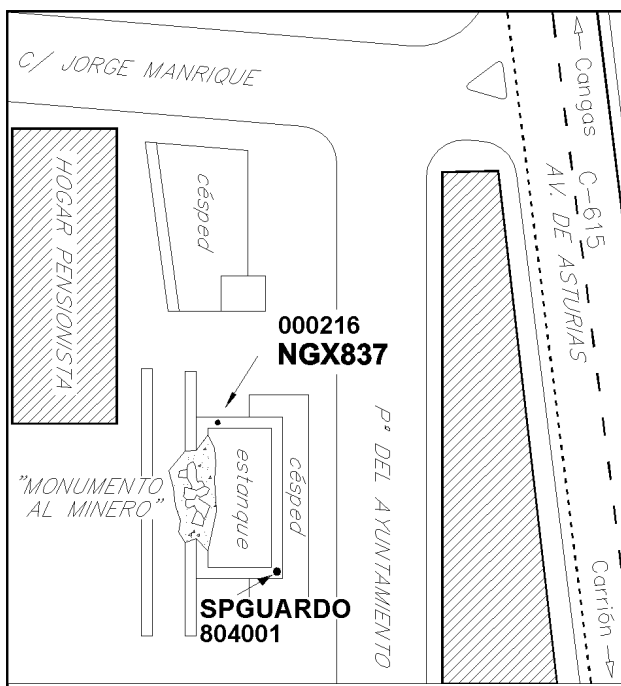 C/ JORGE MANRIQUE
Cangas
C-615
AV. DE ASTURIAS
HOGAR PENSIONISTA
césped
000216
NGX837
"MONUMENTO
AL MINERO"
estanque
césped
Pº DEL AYUNTAMIENTO
SPGUARDO
804001
Carrión